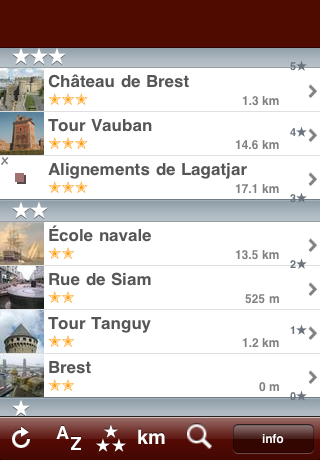 ★★★
5★
Château de Brest
★★★
1.3 km
Tour Vauban
4★
★★★
14.6 km
×
Alignements de Lagatjar
★★★
17.1 km
3★
★★
École navale
★★
13.5 km
2★
Rue de Siam
★★
525 m
Tour Tanguy
1★
★★
1.2 km
Brest
★★
0 m
0★
★
A Z km info